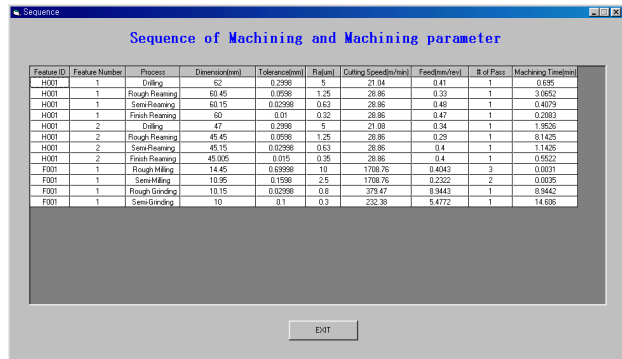 Sequence
Sequence of Machining and Machining parameter
Feature ID Feature Number Process Dimension(mm) Tolerance(mm) Ra(um) Cutting Speed(m/min) Feed(mm/rev) # of Pass Machining Time(min)
H001 1 Drilling 62 0.2998 5 21.04 0.41 1 0.695
H001 1 Rough Reaming 60.45 0.0598 1.25 28.86 0.33 1 3.0652
H001 1 Semi-Reaming 60.15 0.02998 0.63 28.86 0.48 1 0.4079
H001 1 Finish Reaming 60 0.01 0.32 28.86 0.47 1 0.2083
H001 2 Drilling 47 0.2998 5 21.08 0.34 1 1.9526
H001 2 Rough Reaming 45.45 0.0598 1.25 28.86 0.29 1 8.1425
H001 2 Semi-Reaming 45.15 0.02998 0.63 28.86 0.4 1 1.1426
H001 2 Finish Reaming 45.005 0.015 0.35 28.86 0.4 1 0.5522
F001 1 Rough Milling 14.45 0.69998 10 1708.76 0.4043 3 0.0031
F001 1 Semi-Milling 10.95 0.1598 2.5 1708.76 0.2322 2 0.0035
F001 1 Rough Grinding 10.15 0.02998 0.8 379.47 8.9443 1 8.9442
F001 1 Semi-Grinding 10 0.1 0.3 232.38 5.4772 1 14.606
EXIT